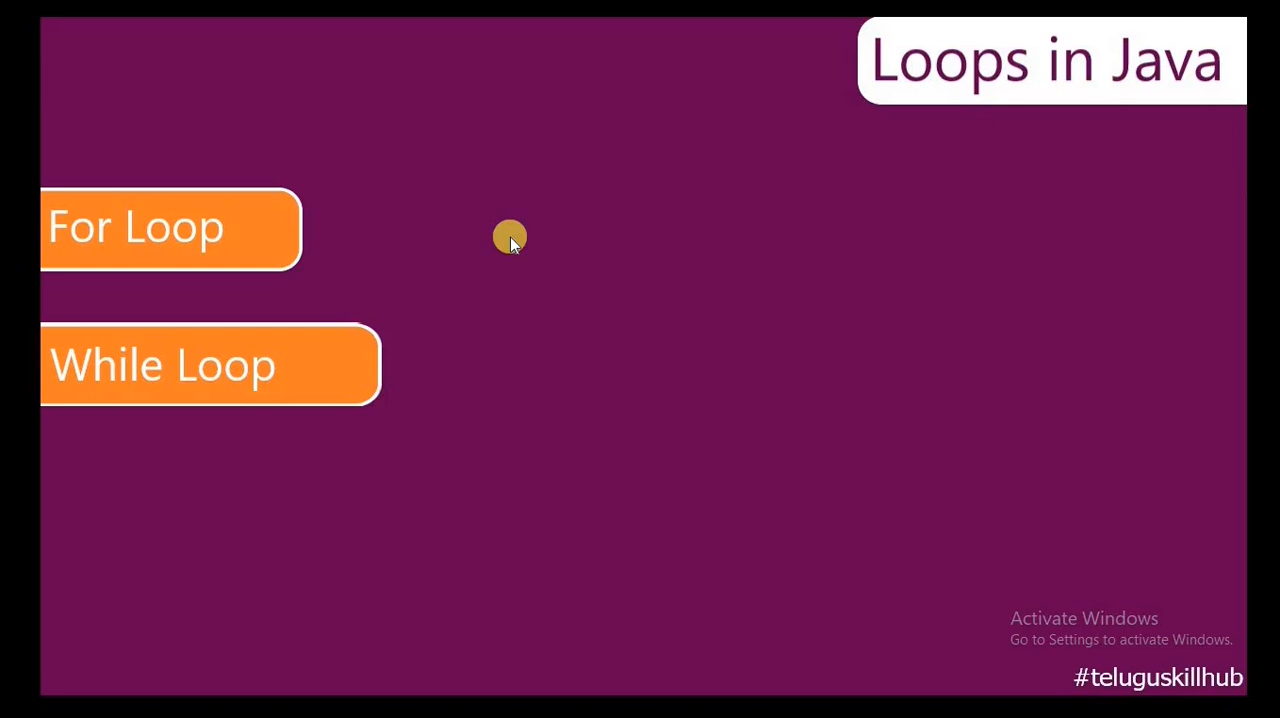 Loops in Java
For Loop
While Loop
Activate Windows
Go to Settings to activate Windows.
#teluguskillhub